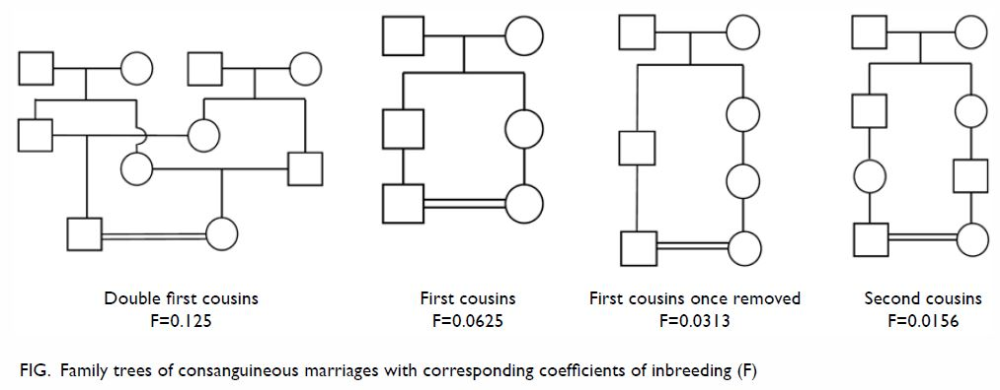 Double first cousins
F=0.125
First cousins
F=0.0625
First cousins once removed
F=0.0313
Second cousins
F=0.0156
FIG. Family trees of consanguineous marriages with corresponding coefficients of inbreeding (F)